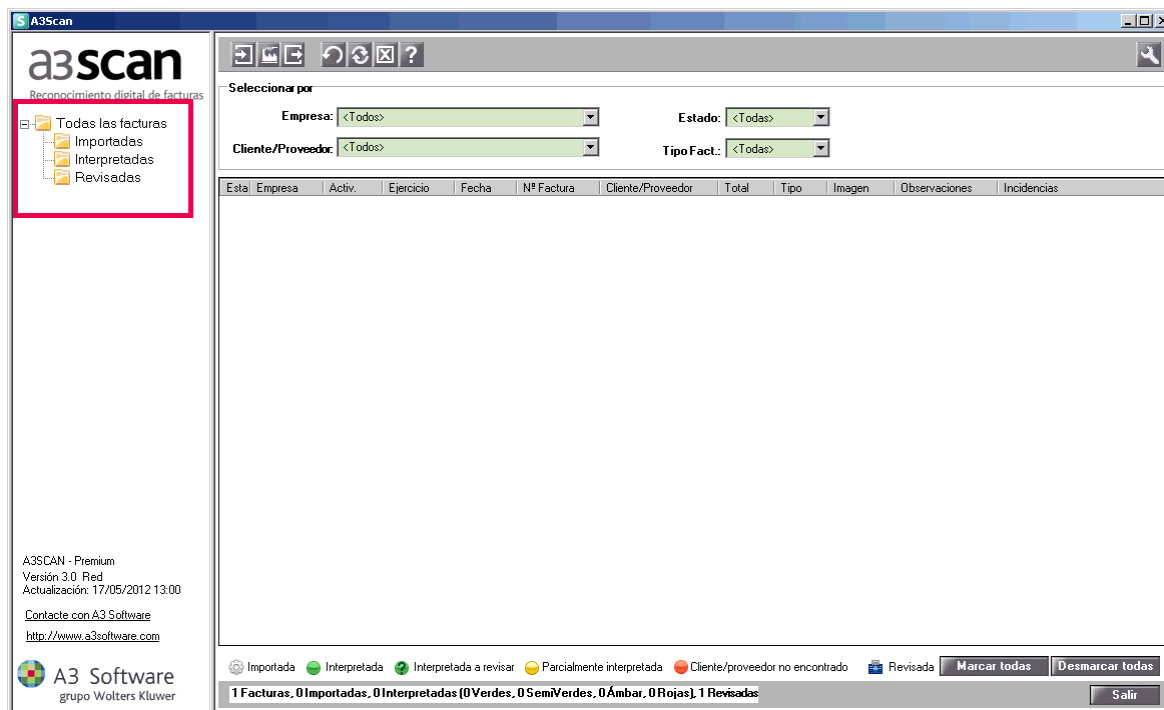 A3Scan
a3scan
Reconocimiento digital de facturas
Todas las facturas
Importadas
Interpretadas
Revisadas
A3SCAN - Premium
Versión 3.0 Red
Actualización: 17/05/2012 13:00
Contacte con A3 Software
http://www.a3software.com
A3 Software
grupo Wolters Kluwer
Seleccionar por
Empresa: <Todos> Estado: <Todas>
Cliente/Proveedor: <Todos> Tipo Fact.: <Todas>
Esta Empresa Activ. Ejercicio Fecha Nº Factura Cliente/Proveedor Total Tipo Imagen Observaciones Incidencias
Importada Interpretada Interpretada a revisar Parcialmente interpretada Cliente/proveedor no encontrado Revisada Marcar todas Desmarcar todas
1 Facturas, 0 Importadas, 0 Interpretadas (0 Verdes, 0 SemiVerdes, 0 Ámbar, 0 Rojas), 1 Revisadas Salir